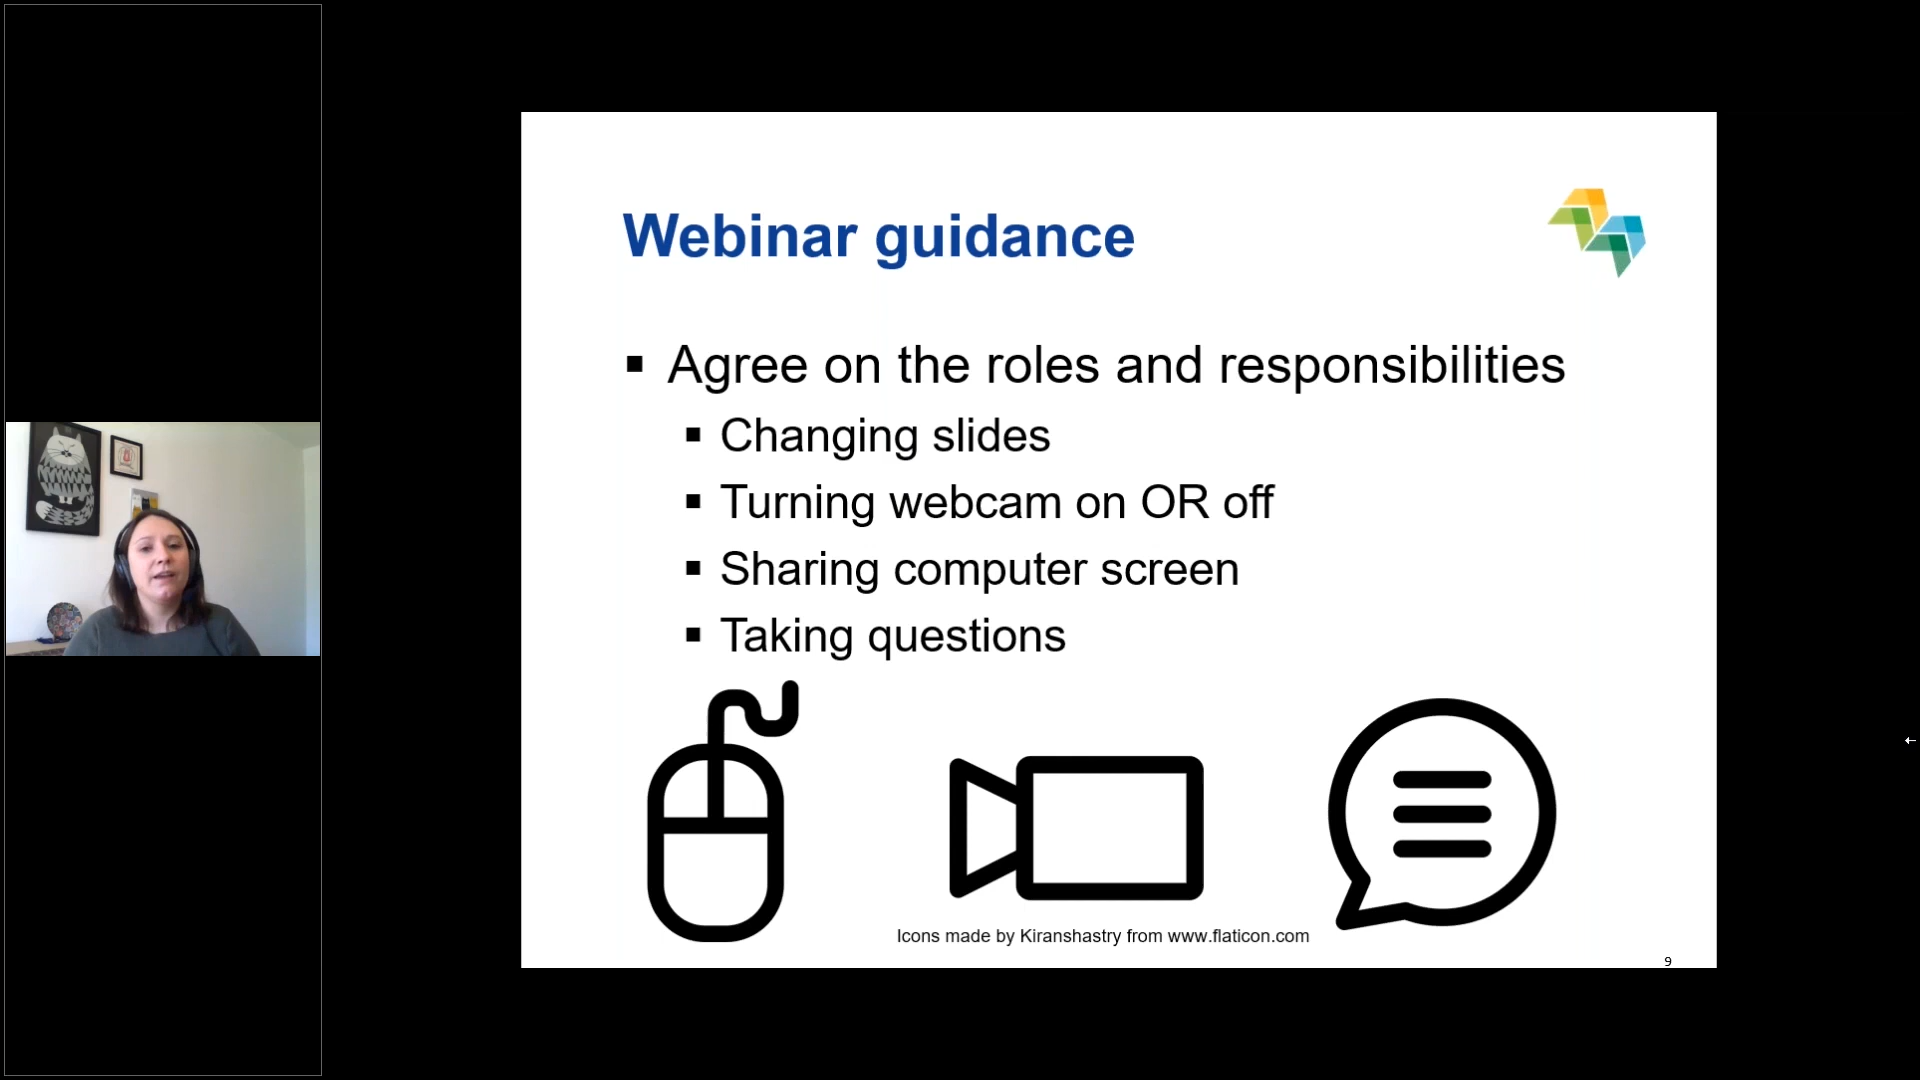 Webinar guidance
▪ Agree on the roles and responsibilities
▪ Changing slides
▪ Turning webcam on OR off
▪ Sharing computer screen
▪ Taking questions
Icons made by Kiranshastry from www.flaticon.com
9